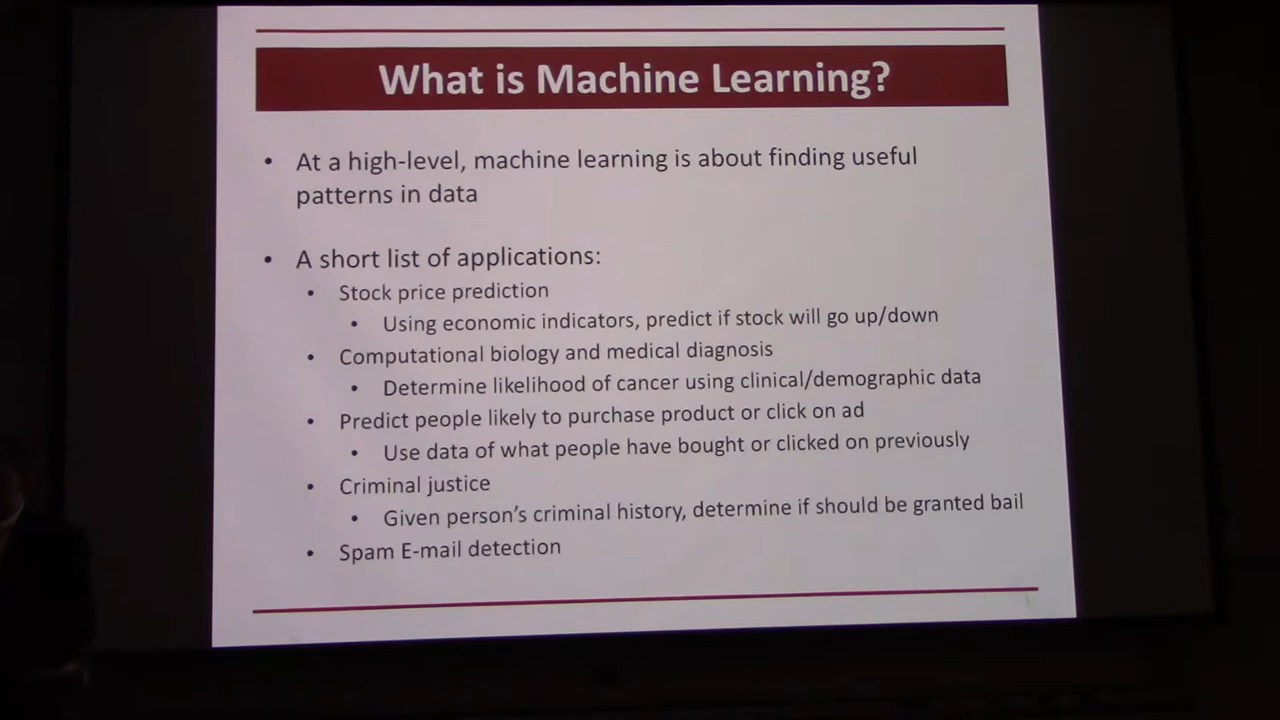 What is Machine Learning?
• At a high-level, machine learning is about finding useful
patterns in data
• A short list of applications:
• Stock price prediction
• Using economic indicators, predict if stock will go up/down
• Computational biology and medical diagnosis
• Determine likelihood of cancer using clinical/demographic data
• Predict people likely to purchase product or click on ad
• Use data of what people have bought or clicked on previously
• Criminal justice
• Given person's criminal history, determine if should be granted bail
• Spam E-mail detection